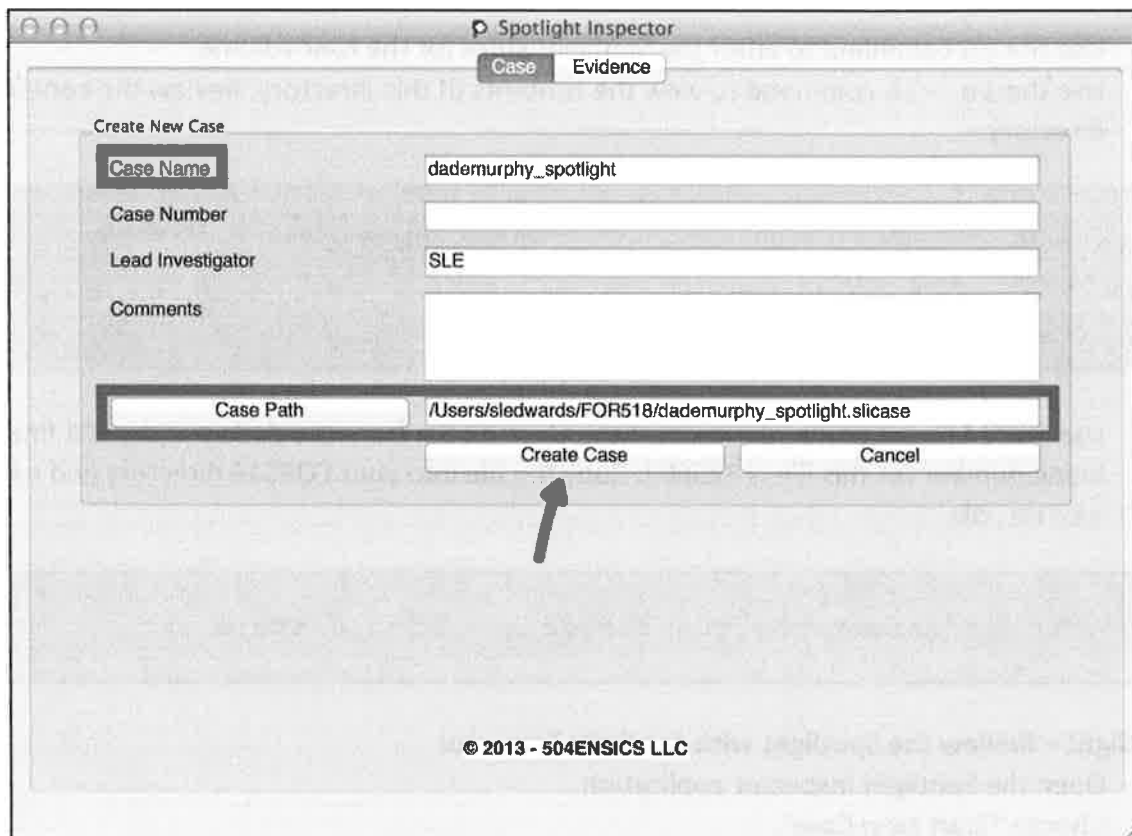 Spotlight Inspector
Case Evidence
Create New Case
Case Name dademurphy_spotlight
Case Number
Lead Investigator SLE
Comments
Case Path /Users/sledwards/FOR518/dademurphy_spotlight.slicase
Create Case Cancel
© 2013 - 504ENSICS LLC